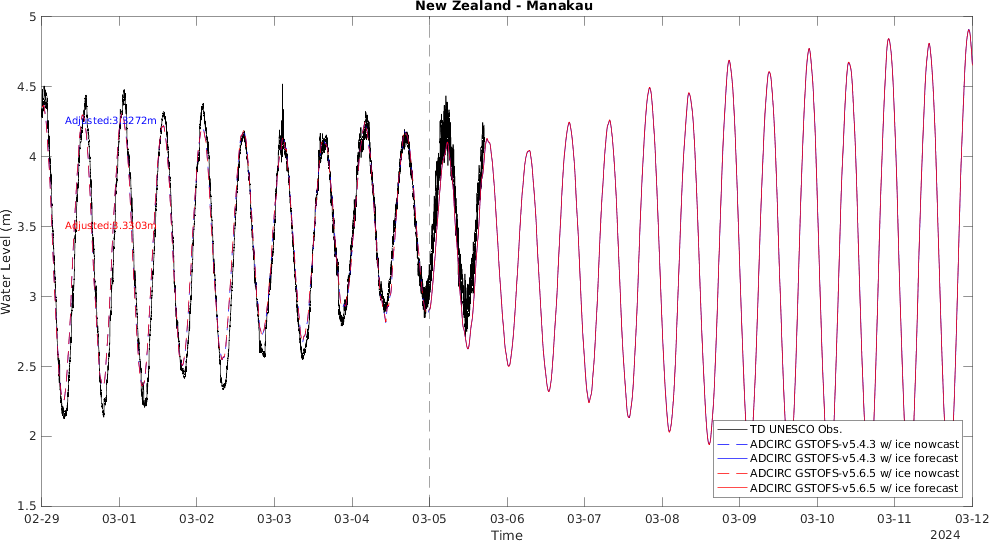 New Zealand - Manakau
Water Level (m)
5
4.5
4
3.5
3
2.5
2
1.5
Adjusted:3.3272m
Adjusted:3.3303m
TD UNESCO Obs.
ADCIRC GSTOFS-v5.4.3 w/ ice nowcast
ADCIRC GSTOFS-v5.4.3 w/ ice forecast
ADCIRC GSTOFS-v5.6.5 w/ ice nowcast
ADCIRC GSTOFS-v5.6.5 w/ ice forecast
02-29 03-01 03-02 03-03 03-04 03-05 03-06 03-07 03-08 03-09 03-10 03-11 03-12
Time
2024